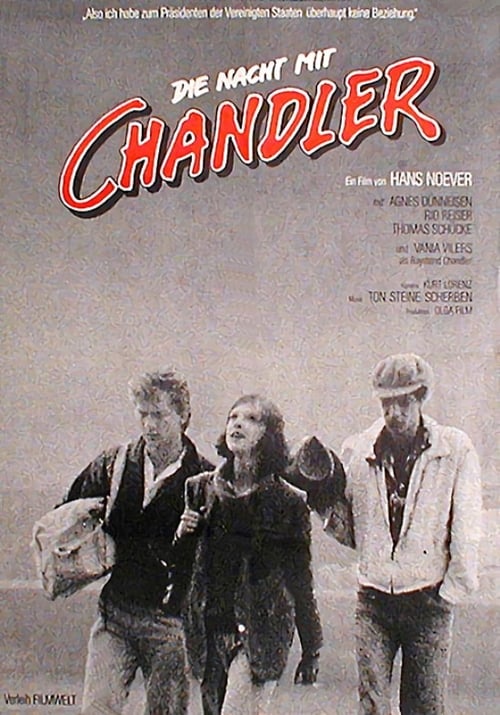 „Also ich habe zum Präsidenten der Vereinigten Staaten überhaupt keine Beziehung."
DIE NACHT MIT
CHANDLER
Ein Film von HANS NOEVER
mit AGNES DÜNNEISEN
RIO REISER
THOMAS SCHÜCKE
und VANIA VILERS
als Raymond Chandler
Kamera KURT LORENZ
Musik TON STEINE SCHERBEN
Produktion OLGA FILM
Verleih FILMWELT